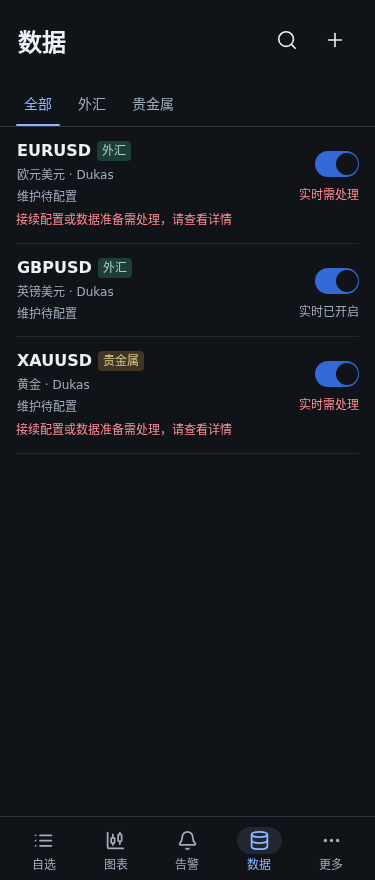 数据
全部 外汇 贵金属
EURUSD 外汇
欧元美元 · Dukas
维护待配置
实时需处理
接续配置或数据准备需处理，请查看详情
GBPUSD 外汇
英镑美元 · Dukas
维护待配置
实时已开启
XAUUSD 贵金属
黄金 · Dukas
维护待配置
实时需处理
接续配置或数据准备需处理，请查看详情
自选 图表 告警 数据 更多